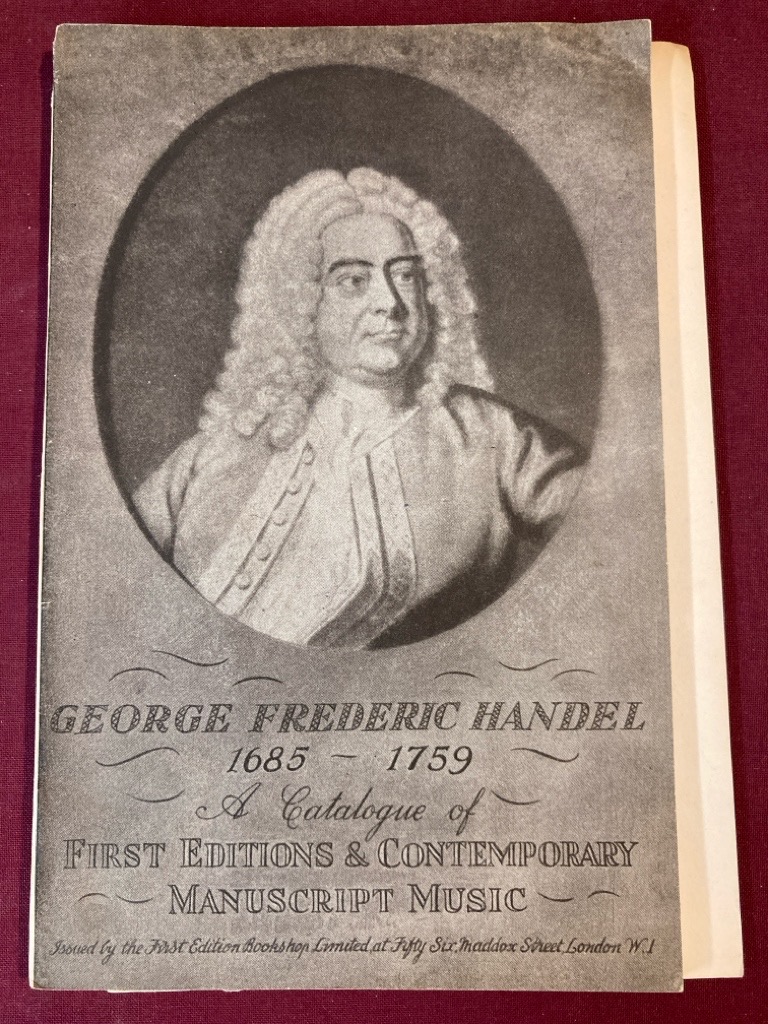 GEORGE FREDERIC HANDEL
1685 – 1759
A Catalogue of
FIRST EDITIONS & CONTEMPORARY
MANUSCRIPT MUSIC
Issued by the First Edition Bookshop Limited, at Fifty Six, Maddox Street, London W.1